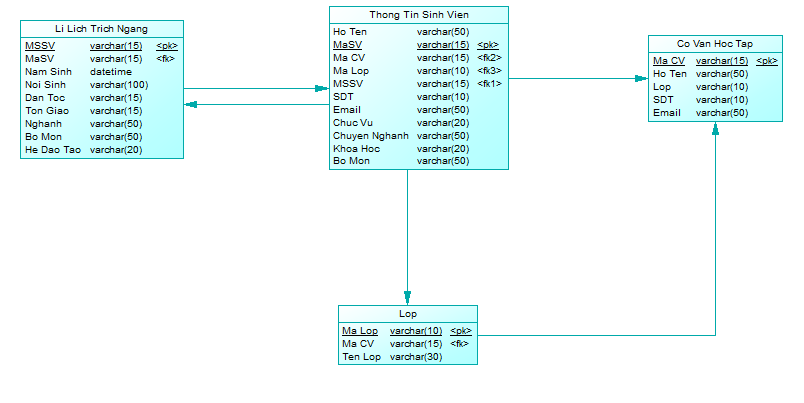 Li Lich Trich Ngang
MSSV varchar(15) <pk>
MaSV varchar(15) <fk>
Nam Sinh datetime
Noi Sinh varchar(100)
Dan Toc varchar(15)
Ton Giao varchar(15)
Nghanh varchar(50)
Bo Mon varchar(50)
He Dao Tao varchar(20)
Thong Tin Sinh Vien
Ho Ten varchar(50)
MaSV varchar(15) <pk>
Ma CV varchar(15) <fk2>
Ma Lop varchar(10) <fk3>
MSSV varchar(15) <fk1>
SDT varchar(10)
Email varchar(50)
Chuc Vu varchar(20)
Chuyen Nghanh varchar(50)
Khoa Hoc varchar(20)
Bo Mon varchar(50)
Co Van Hoc Tap
Ma CV varchar(15) <pk>
Ho Ten varchar(50)
Lop varchar(10)
SDT varchar(10)
Email varchar(50)
Lop
Ma Lop varchar(10) <pk>
Ma CV varchar(15) <fk>
Ten Lop varchar(30)